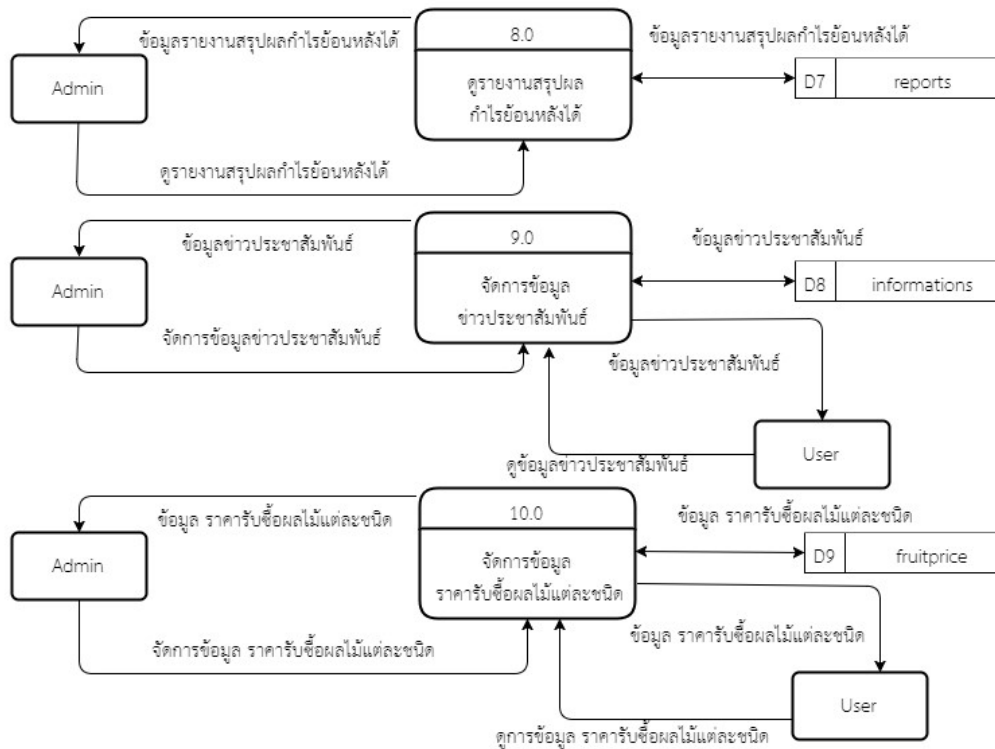 ข้อมูลรายงานสรุปผลกำไรย้อนหลังได้
8.0
ข้อมูลรายงานสรุปผลกำไรย้อนหลังได้
Admin
ดูรายงานสรุปผล
กำไรย้อนหลังได้
D7
reports
ดูรายงานสรุปผลกำไรย้อนหลังได้
ข้อมูลข่าวประชาสัมพันธ์
9.0
ข้อมูลข่าวประชาสัมพันธ์
Admin
จัดการข้อมูล
ข่าวประชาสัมพันธ์
D8
informations
จัดการข้อมูลข่าวประชาสัมพันธ์
ข้อมูลข่าวประชาสัมพันธ์
User
ดูข้อมูลข่าวประชาสัมพันธ์
ข้อมูล ราคารับซื้อผลไม้แต่ละชนิด
10.0
ข้อมูล ราคารับซื้อผลไม้แต่ละชนิด
Admin
จัดการข้อมูล
ราคารับซื้อผลไม้แต่ละชนิด
D9
fruitprice
จัดการข้อมูล ราคารับซื้อผลไม้แต่ละชนิด
ข้อมูล ราคารับซื้อผลไม้แต่ละชนิด
User
ดูการข้อมูล ราคารับซื้อผลไม้แต่ละชนิด